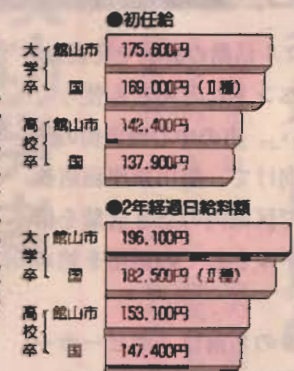 ●初任給
大学卒 館山市 175.600円
国 169.000円(Ⅱ種)
高校卒 館山市 142.400円
国 137.900円
●2年経過日給料額
大学卒 館山市 196.100円
国 182.500円(Ⅱ種)
高校卒 館山市 153.100円
国 147.400円